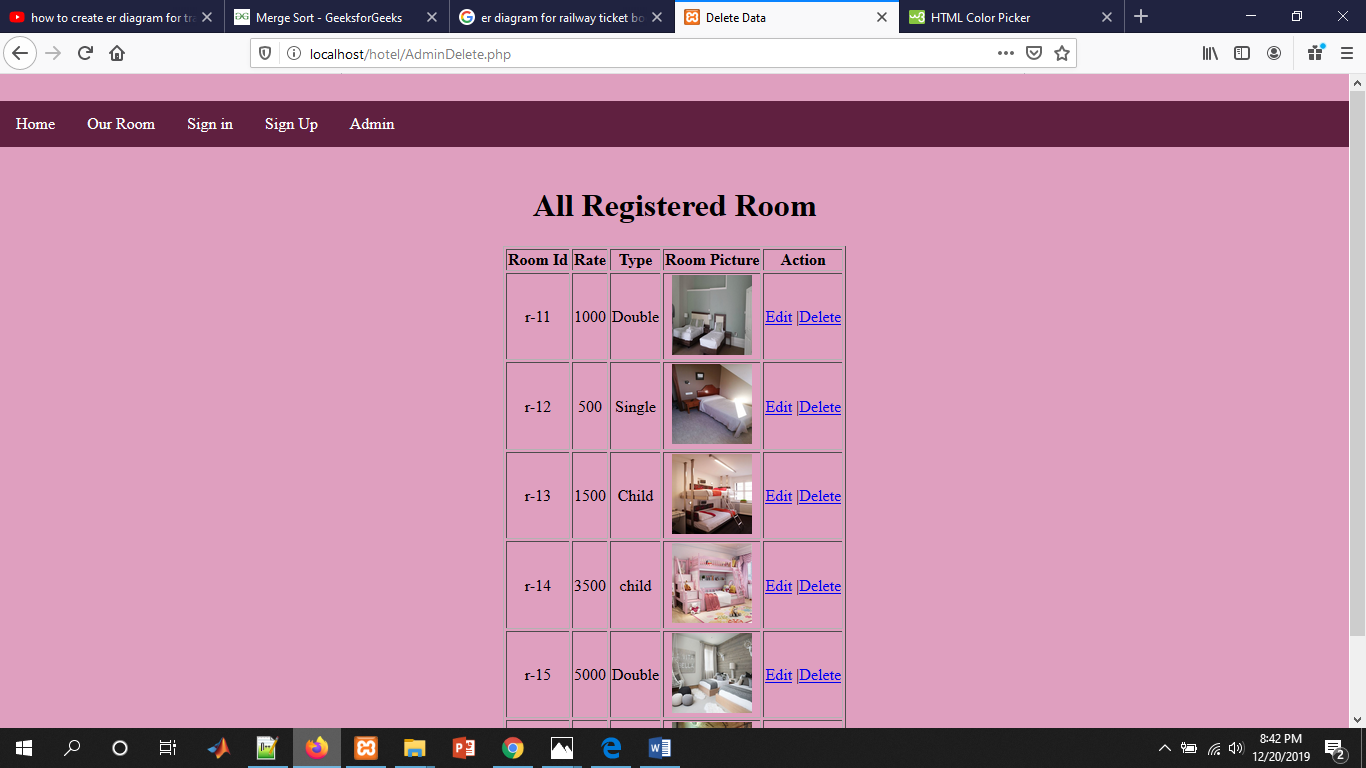 how to create er diagram for tra
Merge Sort - GeeksforGeeks
er diagram for railway ticket bo
Delete Data
HTML Color Picker
localhost/hotel/AdminDelete.php
Home Our Room Sign in Sign Up Admin
All Registered Room
Room Id Rate Type Room Picture Action
r-11 1000 Double Edit |Delete
r-12 500 Single Edit |Delete
r-13 1500 Child Edit |Delete
r-14 3500 child Edit |Delete
r-15 5000 Double Edit |Delete
8:42 PM
12/20/2019
2